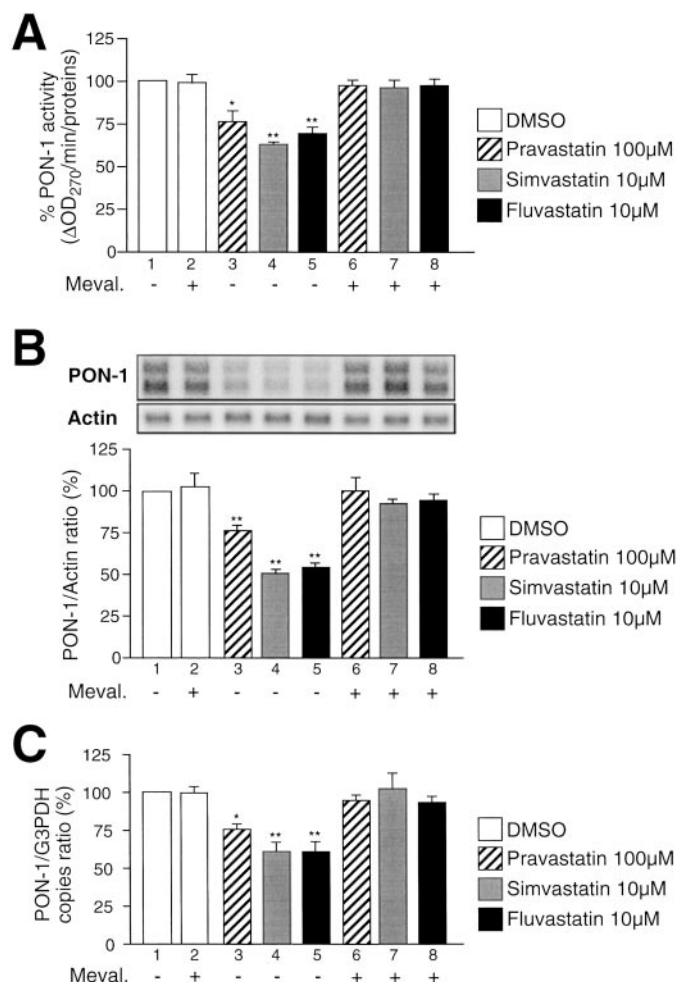 A
% PON-1 activity
(ΔOD270/min/proteins)
125
100
75
50
25
0
* ** **
1 2 3 4 5 6 7 8
Meval. - + - - - + + +
DMSO
Pravastatin 100µM
Simvastatin 10µM
Fluvastatin 10µM
B
PON-1
Actin
PON-1/Actin ratio (%)
125
100
75
50
25
0
** ** **
1 2 3 4 5 6 7 8
Meval. - + - - - + + +
DMSO
Pravastatin 100µM
Simvastatin 10µM
Fluvastatin 10µM
C
PON-1/G3PDH
copies ratio (%)
125
100
75
50
25
0
* ** **
1 2 3 4 5 6 7 8
Meval. - + - - - + + +
DMSO
Pravastatin 100µM
Simvastatin 10µM
Fluvastatin 10µM